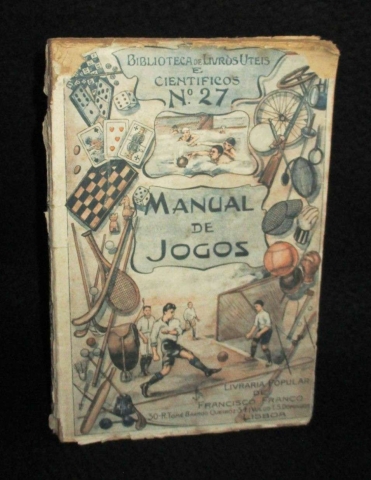 BIBLIOTECA DE LIVROS UTEIS
E
CIENTIFICOS
Nº 27
MANUAL
DE
JOGOS
LIVRARIA POPULAR
DE
FRANCISCO FRANCO
LISBOA